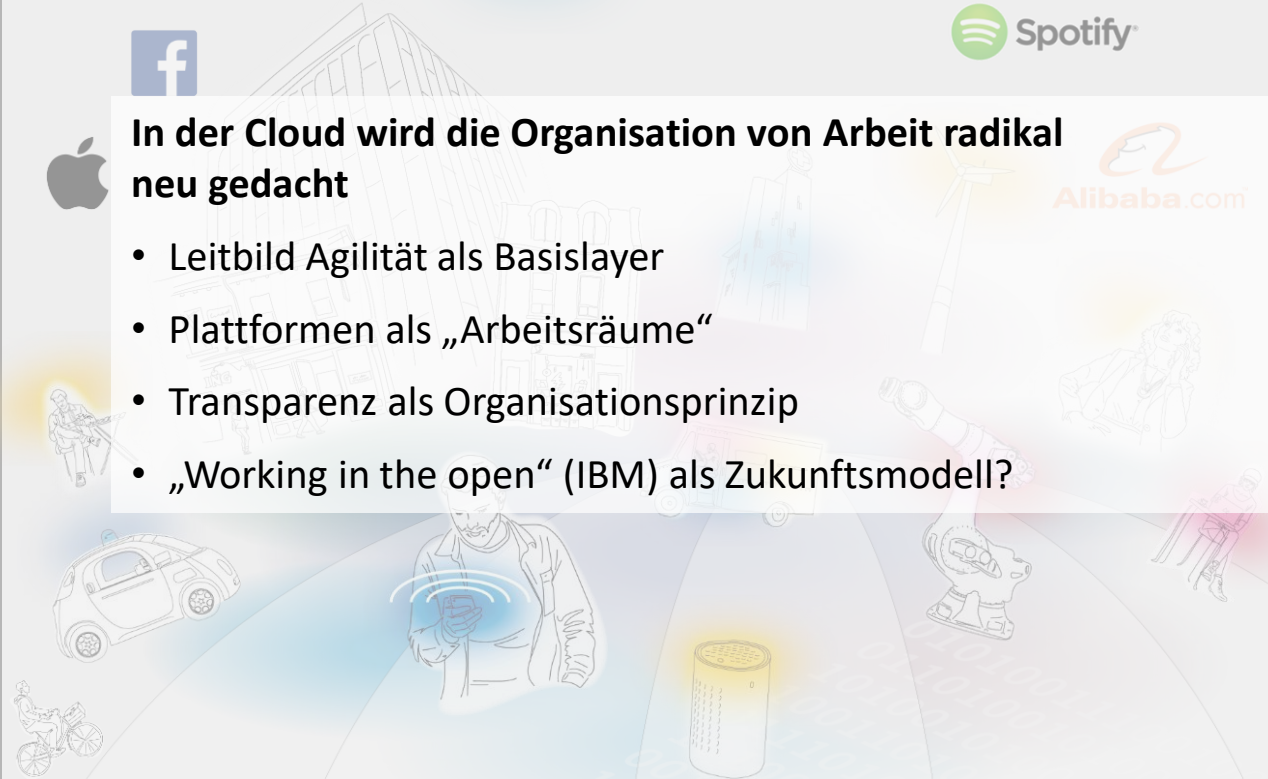 Spotify
In der Cloud wird die Organisation von Arbeit radikal
neu gedacht
Alibaba.com
• Leitbild Agilität als Basislayer
• Plattformen als „Arbeitsräume“
• Transparenz als Organisationsprinzip
• „Working in the open“ (IBM) als Zukunftsmodell?